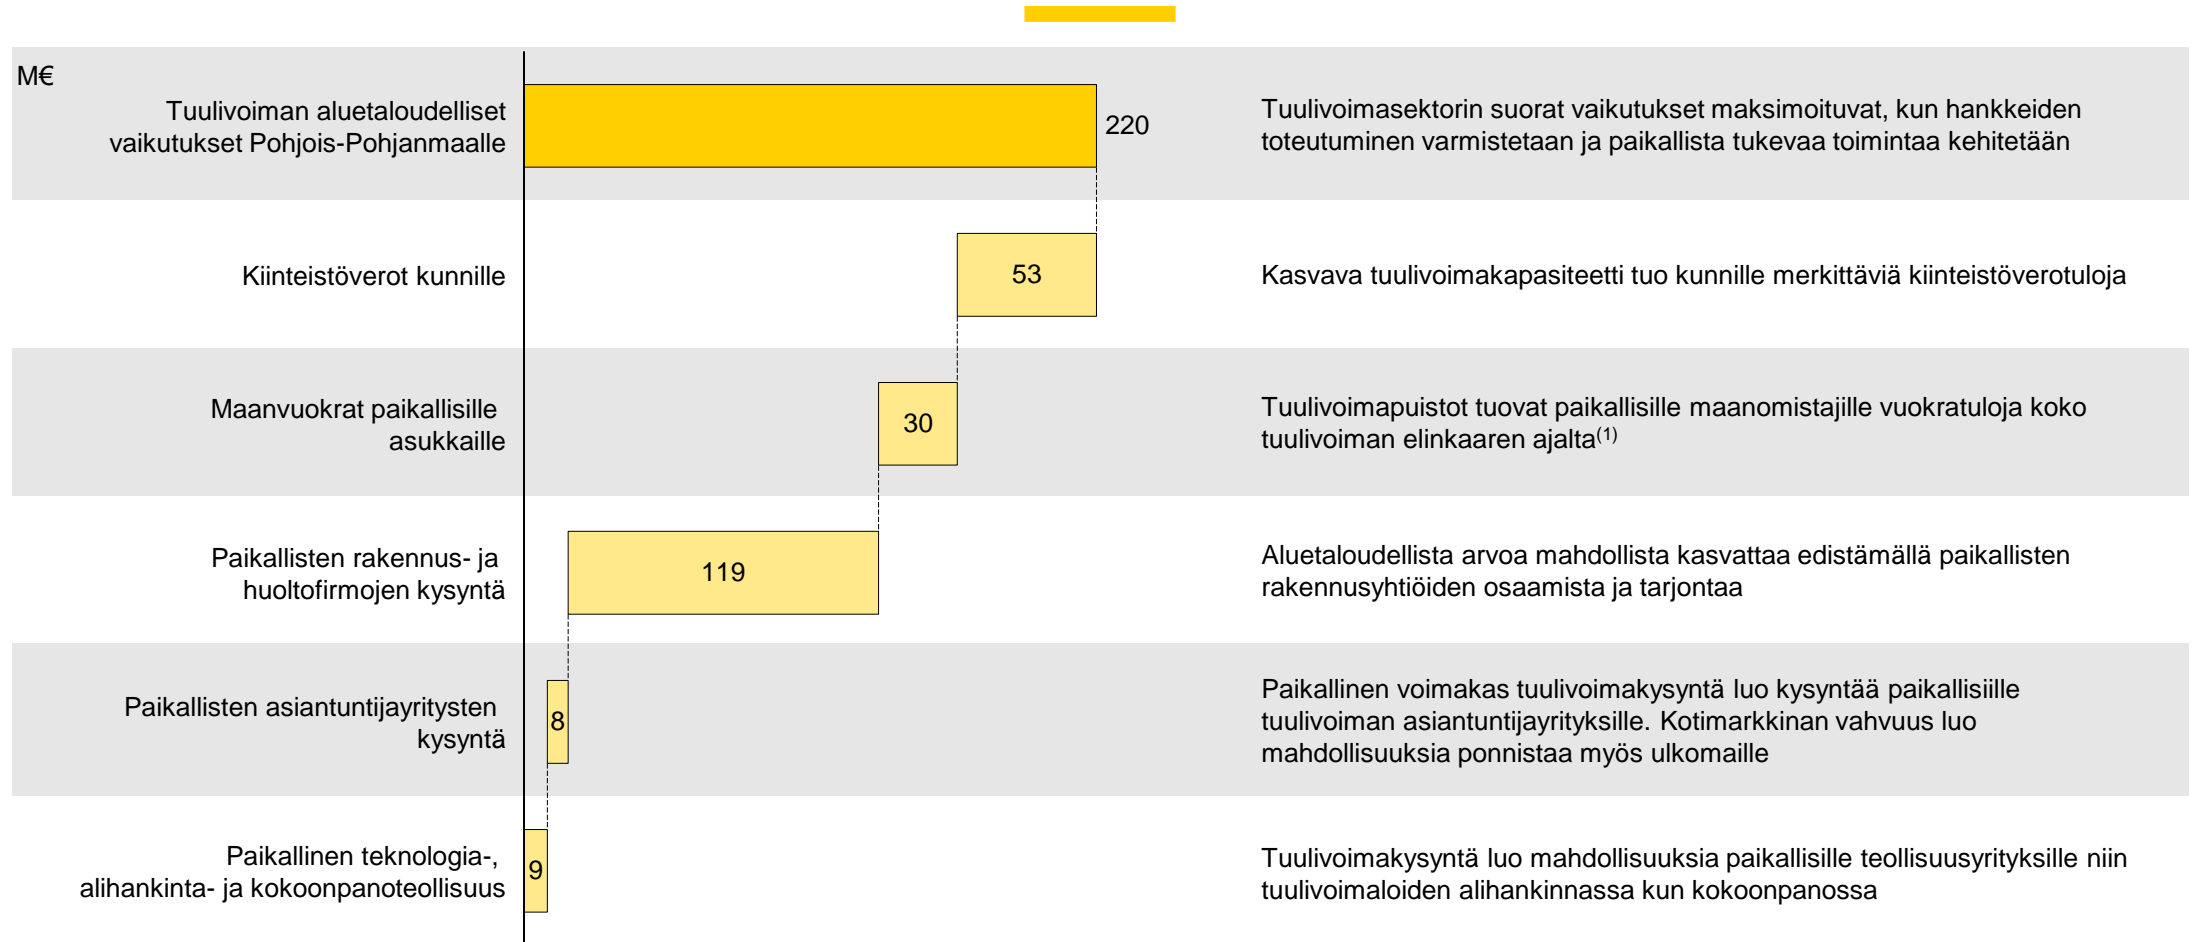 M€
Tuulivoiman aluetaloudelliset
vaikutukset Pohjois-Pohjanmaalle
220
Tuulivoimasektorin suorat vaikutukset maksimoituvat, kun hankkeiden
toteutuminen varmistetaan ja paikallista tukevaa toimintaa kehitetään
Kiinteistöverot kunnille
53
Kasvava tuulivoimakapasiteetti tuo kunnille merkittäviä kiinteistöverotuloja
Maanvuokrat paikallisille
asukkaille
30
Tuulivoimapuistot tuovat paikallisille maanomistajille vuokratuloja koko
tuulivoiman elinkaaren ajalta(1)
Paikallisten rakennus- ja
huoltofirmojen kysyntä
119
Aluetaloudellista arvoa mahdollista kasvattaa edistämällä paikallisten
rakennusyhtiöiden osaamista ja tarjontaa
Paikallisten asiantuntijayritysten
kysyntä
8
Paikallinen voimakas tuulivoimakysyntä luo kysyntää paikallisiille
tuulivoiman asiantuntijayrityksille. Kotimarkkinan vahvuus luo
mahdollisuuksia ponnistaa myös ulkomaille
Paikallinen teknologia-,
alihankinta- ja kokoonpanoteollisuus
9
Tuulivoimakysyntä luo mahdollisuuksia paikallisille teollisuusyrityksille niin
tuulivoimaloiden alihankinnassa kun kokoonpanossa